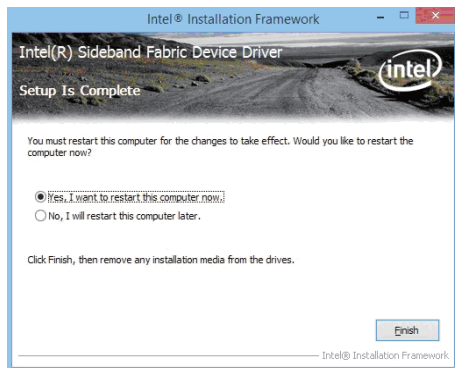 Intel® Installation Framework
Intel(R) Sideband Fabric Device Driver
intel
Setup Is Complete
You must restart this computer for the changes to take effect. Would you like to restart the
computer now?
Yes, I want to restart this computer now.
No, I will restart this computer later.
Click Finish, then remove any installation media from the drives.
Finish
Intel® Installation Framework